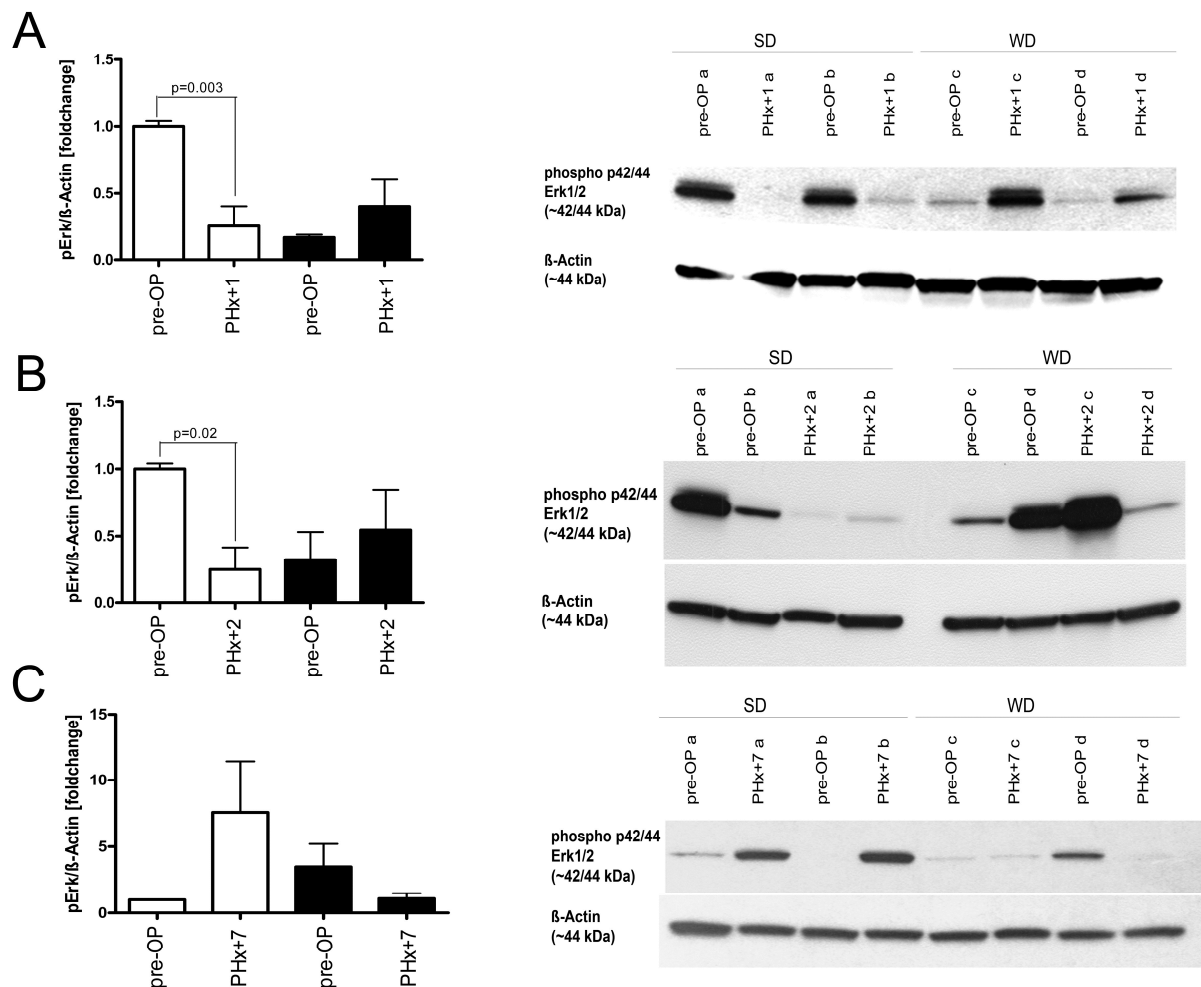 A
pErk/ß-Actin [foldchange]
1.5
1.0
0.5
0.0
p=0.003
pre-OP
PHx+1
pre-OP
PHx+1
SD
WD
pre-OP a
PHx+1 a
pre-OP b
PHx+1 b
pre-OP c
PHx+1 c
pre-OP d
PHx+1 d
phospho p42/44
Erk1/2
(~42/44 kDa)
ß-Actin
(~44 kDa)
B
pErk/ß-Actin [foldchange]
1.5
1.0
0.5
0.0
p=0.02
pre-OP
PHx+2
pre-OP
PHx+2
SD
WD
pre-OP a
pre-OP b
PHx+2 a
PHx+2 b
pre-OP c
pre-OP d
PHx+2 c
PHx+2 d
phospho p42/44
Erk1/2
(~42/44 kDa)
ß-Actin
(~44 kDa)
C
pErk/ß-Actin [foldchange]
15
10
5
0
pre-OP
PHx+7
pre-OP
PHx+7
SD
WD
pre-OP a
PHx+7 a
pre-OP b
PHx+7 b
pre-OP c
PHx+7 c
pre-OP d
PHx+7 d
phospho p42/44
Erk1/2
(~42/44 kDa)
ß-Actin
(~44 kDa)